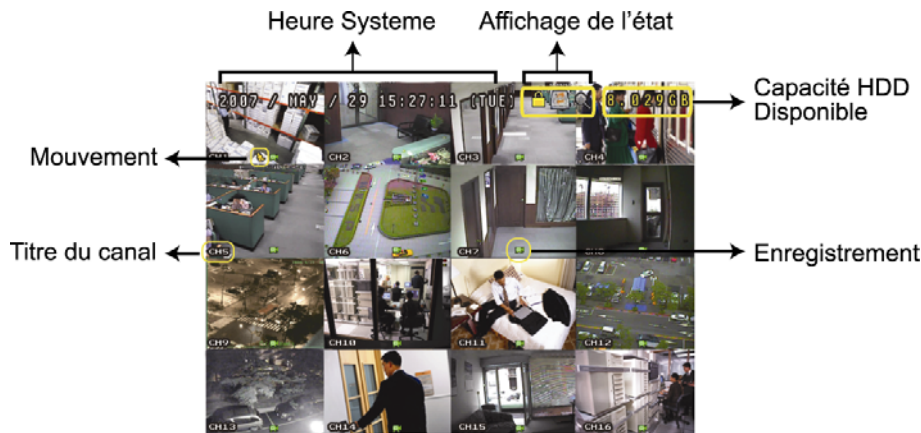 Heure Systeme
Affichage de l'état
2007 / MAY / 29 15:27:11 [TUE]
8.029GB
Capacité HDD
Disponible
Mouvement
CH1
CH2
CH3
CH4
Titre du canal
CH5
CH6
CH7
CH8
Enregistrement
CH9
CH10
CH11
CH12
CH13
CH14
CH15
CH16